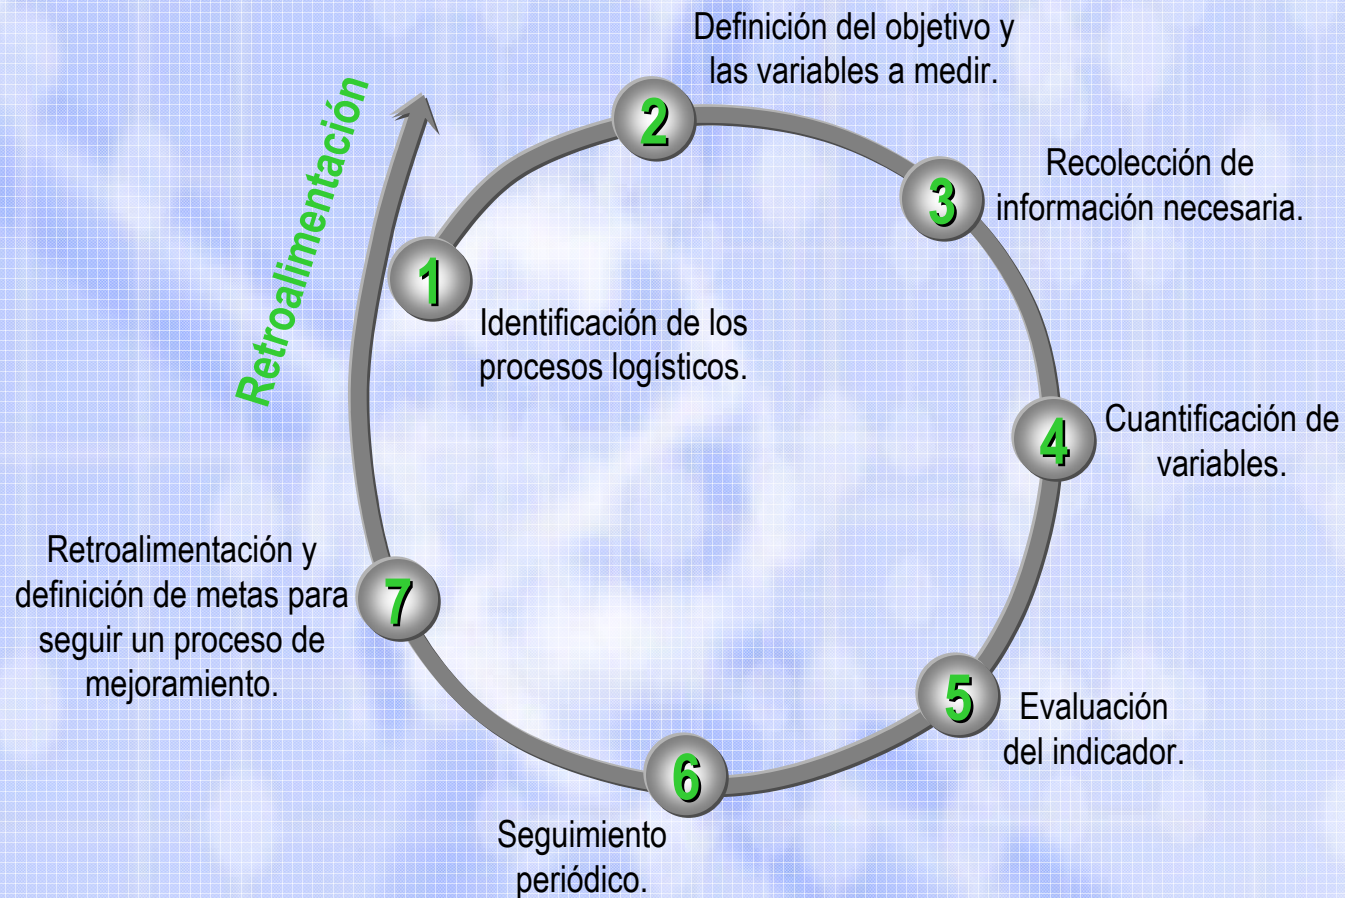 Retroalimentación
1
Identificación de los
procesos logísticos.
2
Definición del objetivo y
las variables a medir.
3
Recolección de
información necesaria.
4
Cuantificación de
variables.
5
Evaluación
del indicador.
6
Seguimiento
periódico.
7
Retroalimentación y
definición de metas para
seguir un proceso de
mejoramiento.